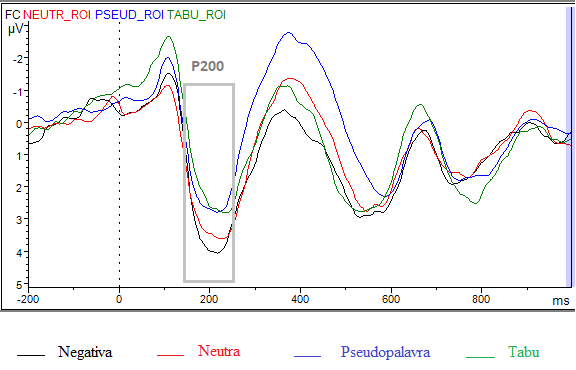 FC NEUTR_ROI PSEUD_ROI TABU_ROI
µV
P200
-2
-1
0
1
2
3
4
5
-200 0 200 400 600 800 ms
Negativa Neutra Pseudopalavra Tabu